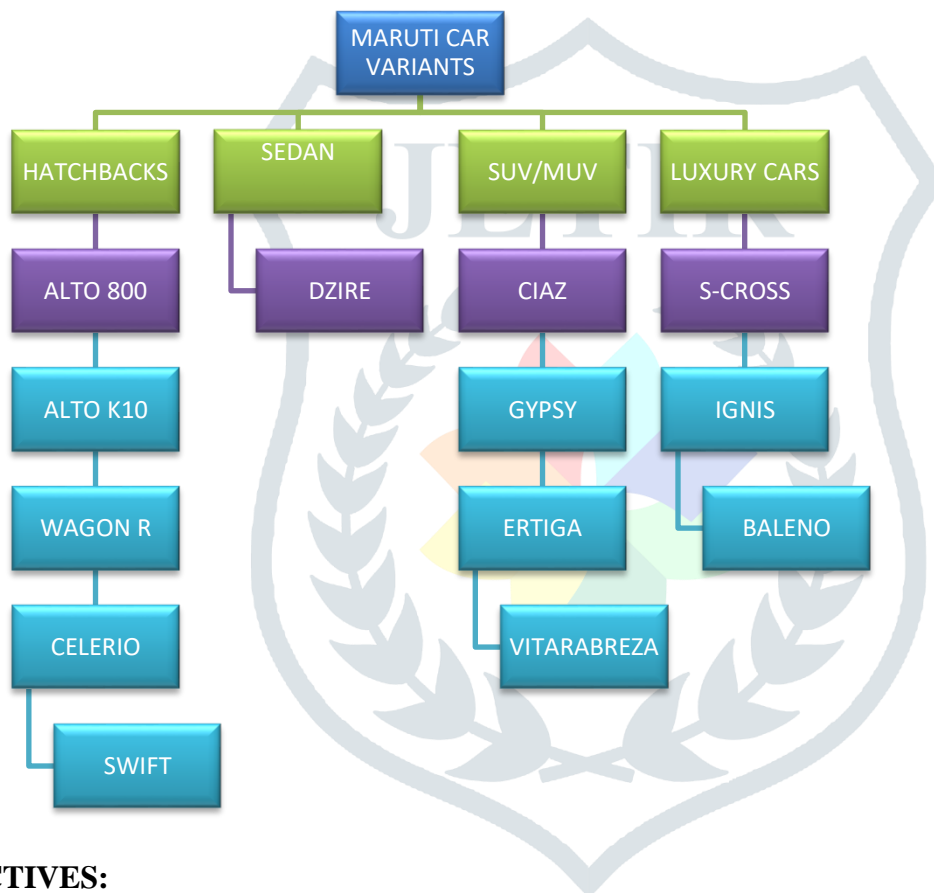 MARUTI CAR
VARIANTS
HATCHBACKS
SEDAN
SUV/MUV
LUXURY CARS
ALTO 800
DZIRE
CIAZ
S-CROSS
ALTO K10
GYPSY
IGNIS
WAGON R
ERTIGA
BALENO
CELERIO
VITARABREZA
SWIFT
CTIVES: